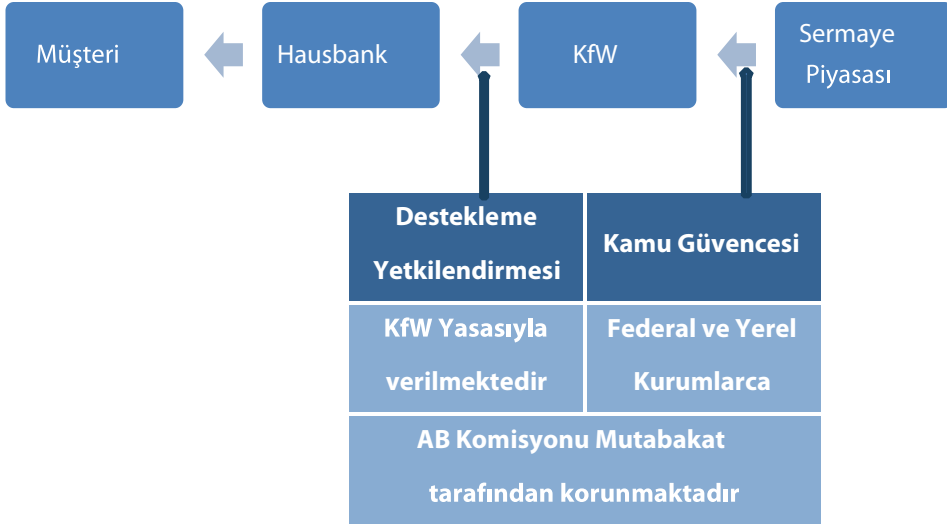 Müşteri
Hausbank
KfW
Sermaye
Piyasası
Destekleme
Yetkilendirmesi
Kamu Güvencesi
KfW Yasasıyla
verilmektedir
Federal ve Yerel
Kurumlarca
AB Komisyonu Mutabakat
tarafından korunmaktadır